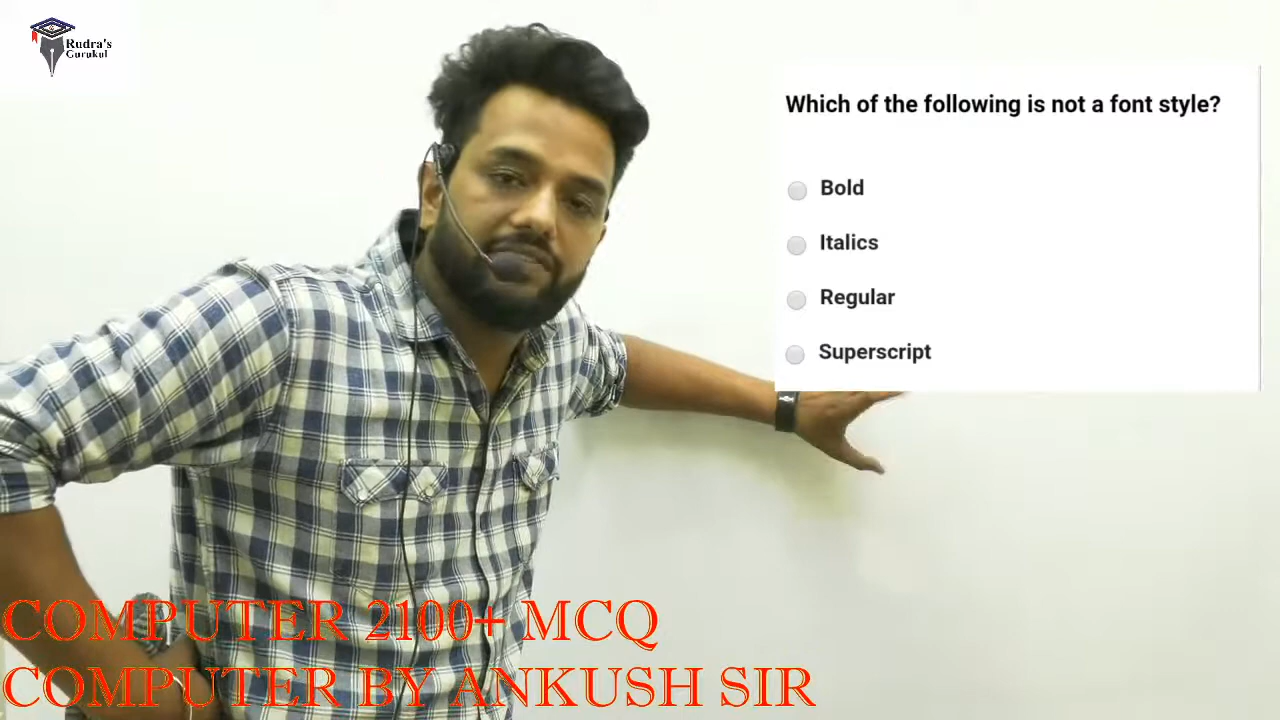 Rudra's
Gurukul
Which of the following is not a font style?
Bold
Italics
Regular
Superscript
COMPUTER 2100+ MCQ
COMPUTER BY ANKUSH SIR